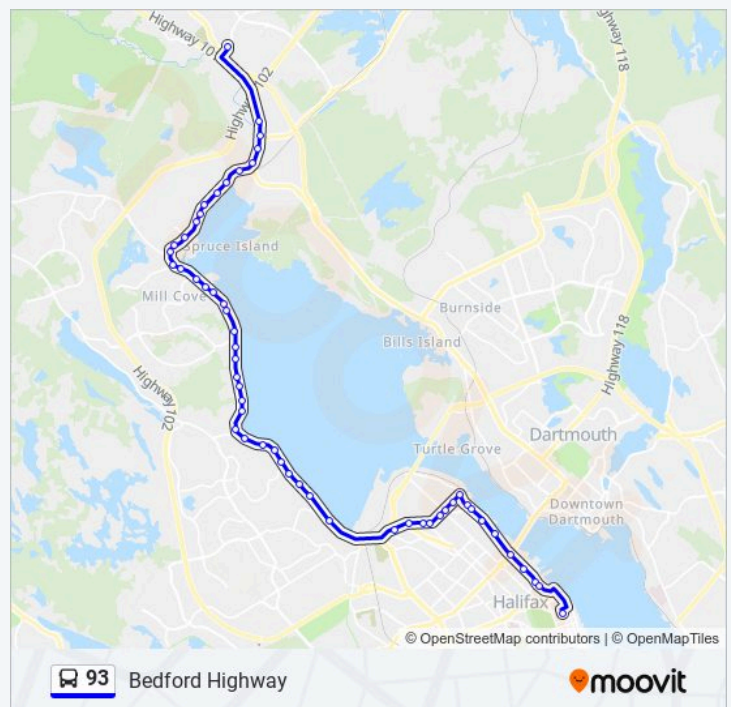 Highway 101
Highway 118
Highway 102
Spruce Island
Mill Cove
Burnside
Bills Island
Highway 118
Highway 102
Turtle Grove
Dartmouth
Downtown
Dartmouth
Halifax
© OpenStreetMap contributors | © OpenMapTiles
93 Bedford Highway
moovit